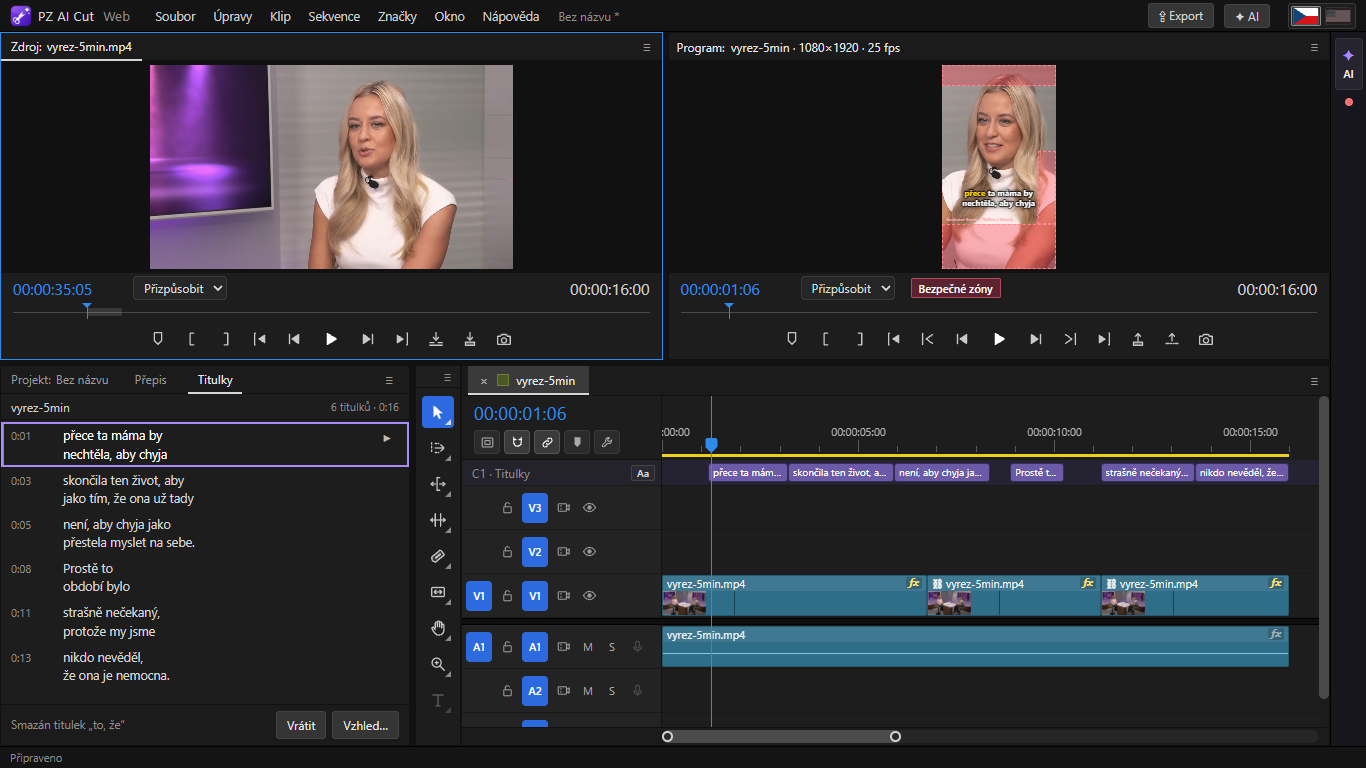 PZ AI Cut Web
Soubor Úpravy Klip Sekvence Značky Okno Nápověda
Bez názvu *
Export
AI
Zdroj: vyrez-5min.mp4
00:00:35:05
Přizpůsobit
00:00:16:00
Program: vyrez-5min · 1080×1920 · 25 fps
přece ta máma by
nechtěla, aby chyja
00:00:01:06
Přizpůsobit
Bezpečné zóny
00:00:16:00
AI
Projekt: Bez názvu Přepis Titulky
vyrez-5min
6 titulků · 0:16
0:01 přece ta máma by
nechtěla, aby chyja
0:03 skončila ten život, aby
jako tím, že ona už tady
0:05 není, aby chyja jako
přestela myslet na sebe.
0:08 Prostě to
období bylo
0:11 strašně nečekaný,
protože my jsme
0:13 nikdo nevěděl,
že ona je nemocna.
Smazán titulek „to, že“
Vrátit
Vzhled...
T
× vyrez-5min
00:00:01:06
:00:00 00:00:05:00 00:00:10:00 00:00:15:00
C1 · Titulky Aa
přece ta mám... skončila ten život, a... není, aby chyja ja... Prostě t... strašně nečekaný... nikdo nevěděl, že...
V3
V2
V1 V1
vyrez-5min.mp4 fx vyrez-5min.mp4 fx vyrez-5min.mp4 fx
A1 A1 M S
vyrez-5min.mp4 fx
A2 M S
Připraveno